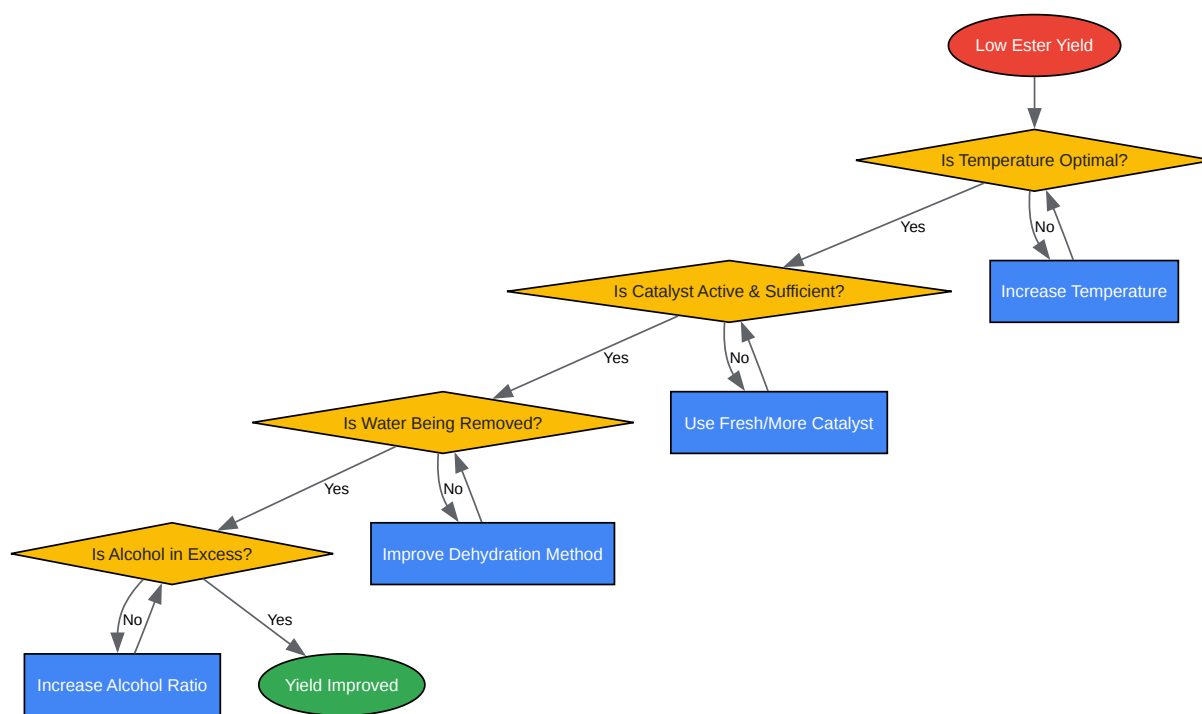 Low Ester Yield
Is Temperature Optimal?
Yes
No
Increase Temperature
Is Catalyst Active & Sufficient?
Yes
No
Use Fresh/More Catalyst
Is Water Being Removed?
Yes
No
Improve Dehydration Method
Is Alcohol in Excess?
No
Yes
Increase Alcohol Ratio
Yield Improved